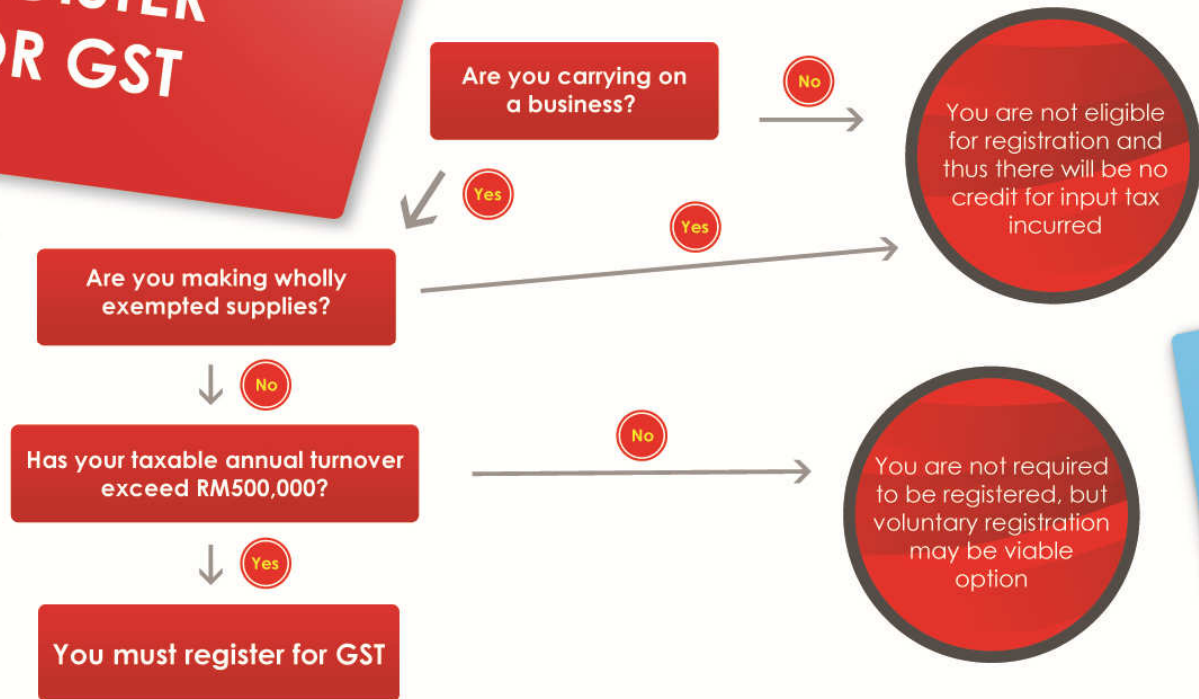 OR GST
Are you carrying on
a business?
No
You are not eligible
for registration and
thus there will be no
credit for input tax
incurred
Yes
Yes
Are you making wholly
exempted supplies?
No
Has your taxable annual turnover
exceed RM500,000?
No
You are not required
to be registered, but
voluntary registration
may be viable
option
Yes
You must register for GST